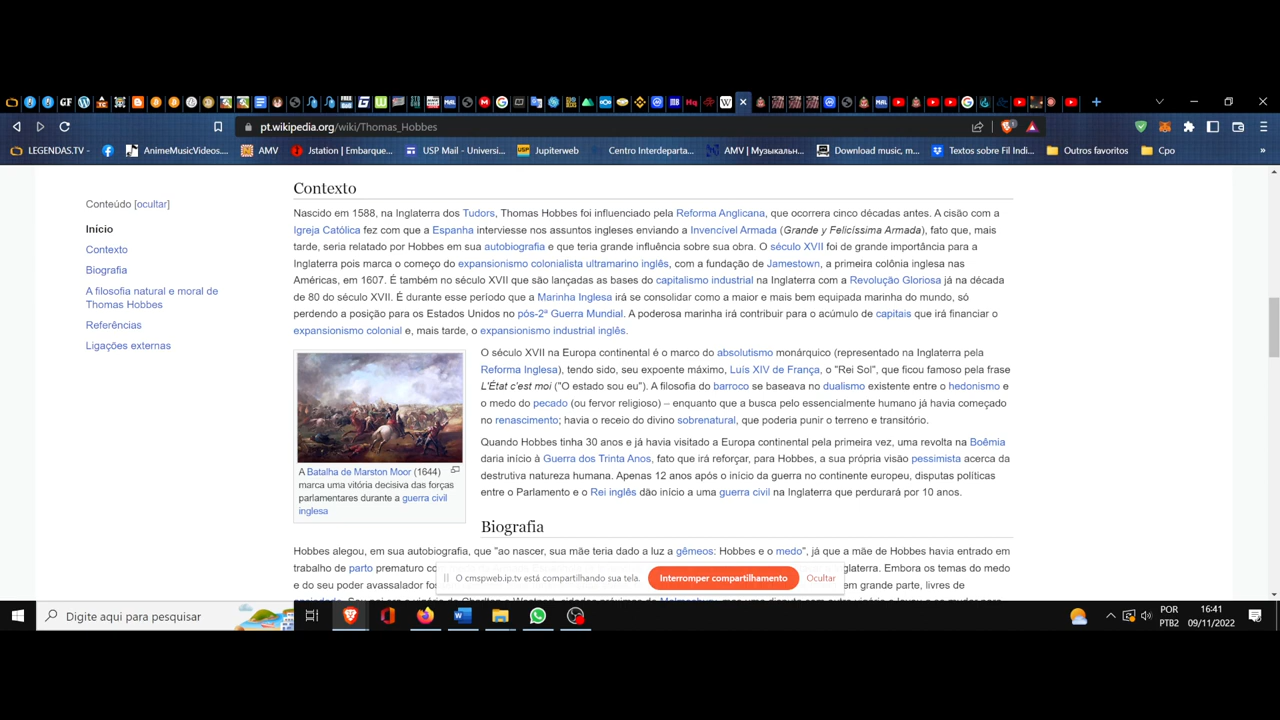 pt.wikipedia.org/wiki/Thomas_Hobbes
LEGENDAS.TV - AnimeMusicVideos.... AMV Jstation | Embarque... USP Mail - Universi... Jupiterweb Centro Interdeparta... AMV | Музыкальн... Download music, m... Textos sobre Fil Indi... Outros favoritos Cpo
Conteúdo [ocultar]
Início
Contexto
Biografia
A filosofia natural e moral de
Thomas Hobbes
Referências
Ligações externas
Contexto
Nascido em 1588, na Inglaterra dos Tudors, Thomas Hobbes foi influenciado pela Reforma Anglicana, que ocorrera cinco décadas antes. A cisão com a
Igreja Católica fez com que a Espanha interviesse nos assuntos ingleses enviando a Invencível Armada (Grande y Felicíssima Armada), fato que, mais
tarde, seria relatado por Hobbes em sua autobiografia e que teria grande influência sobre sua obra. O século XVII foi de grande importância para a
Inglaterra pois marca o começo do expansionismo colonialista ultramarino inglês, com a fundação de Jamestown, a primeira colônia inglesa nas
Américas, em 1607. É também no século XVII que são lançadas as bases do capitalismo industrial na Inglaterra com a Revolução Gloriosa já na década
de 80 do século XVII. É durante esse período que a Marinha Inglesa irá se consolidar como a maior e mais bem equipada marinha do mundo, só
perdendo a posição para os Estados Unidos no pós-2ª Guerra Mundial. A poderosa marinha irá contribuir para o acúmulo de capitais que irá financiar o
expansionismo colonial e, mais tarde, o expansionismo industrial inglês.
O século XVII na Europa continental é o marco do absolutismo monárquico (representado na Inglaterra pela
Reforma Inglesa), tendo sido, seu expoente máximo, Luís XIV de França, o "Rei Sol", que ficou famoso pela frase
L'État c'est moi ("O estado sou eu"). A filosofia do barroco se baseava no dualismo existente entre o hedonismo e
o medo do pecado (ou fervor religioso) – enquanto que a busca pelo essencialmente humano já havia começado
no renascimento; havia o receio do divino sobrenatural, que poderia punir o terreno e transitório.
Quando Hobbes tinha 30 anos e já havia visitado a Europa continental pela primeira vez, uma revolta na Boêmia
daria início à Guerra dos Trinta Anos, fato que irá reforçar, para Hobbes, a sua própria visão pessimista acerca da
destrutiva natureza humana. Apenas 12 anos após o início da guerra no continente europeu, disputas políticas
entre o Parlamento e o Rei inglês dão início a uma guerra civil na Inglaterra que perdurará por 10 anos.
A Batalha de Marston Moor (1644)
marca uma vitória decisiva das forças
parlamentares durante a guerra civil
inglesa
Biografia
Hobbes alegou, em sua autobiografia, que "ao nascer, sua mãe teria dado a luz a gêmeos: Hobbes e o medo", já que a mãe de Hobbes havia entrado em
trabalho de parto prematuro Embora os temas do medo
e do seu poder avassalador em grande parte, livres de
O cmspweb.ip.tv está compartilhando sua tela. Interromper compartilhamento Ocultar
Digite aqui para pesquisar
POR
PTB2
16:41
09/11/2022